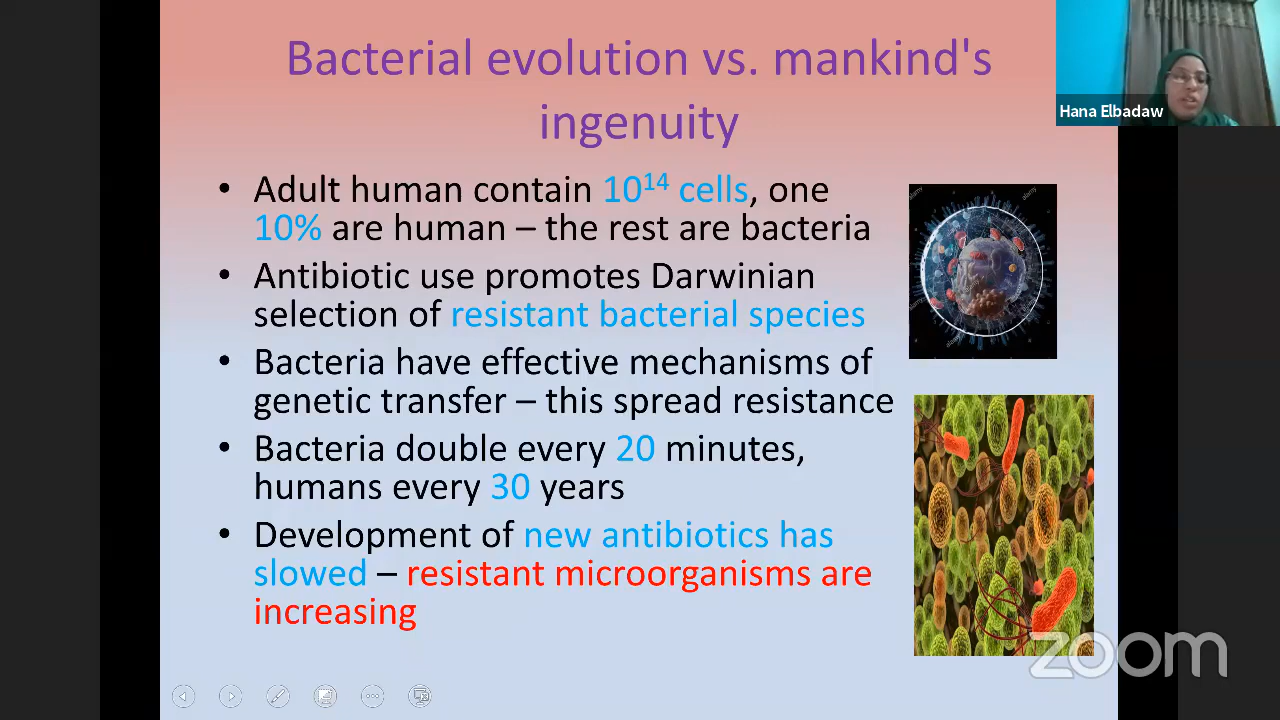 Bacterial evolution vs. mankind's
ingenuity
Hana Elbadaw
• Adult human contain 10¹⁴ cells, one
10% are human – the rest are bacteria
• Antibiotic use promotes Darwinian
selection of resistant bacterial species
• Bacteria have effective mechanisms of
genetic transfer – this spread resistance
• Bacteria double every 20 minutes,
humans every 30 years
• Development of new antibiotics has
slowed – resistant microorganisms are
increasing
zoom